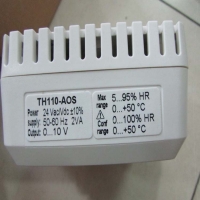 TH110-AOS
Power 24 Vac/Vdc ±10%
supply: 50-60 Hz 2VA
Output: 0...10 V
Max 5...95% HR
range 0...+50 °C
Conf 0...100% HR
range 0...+50 °C